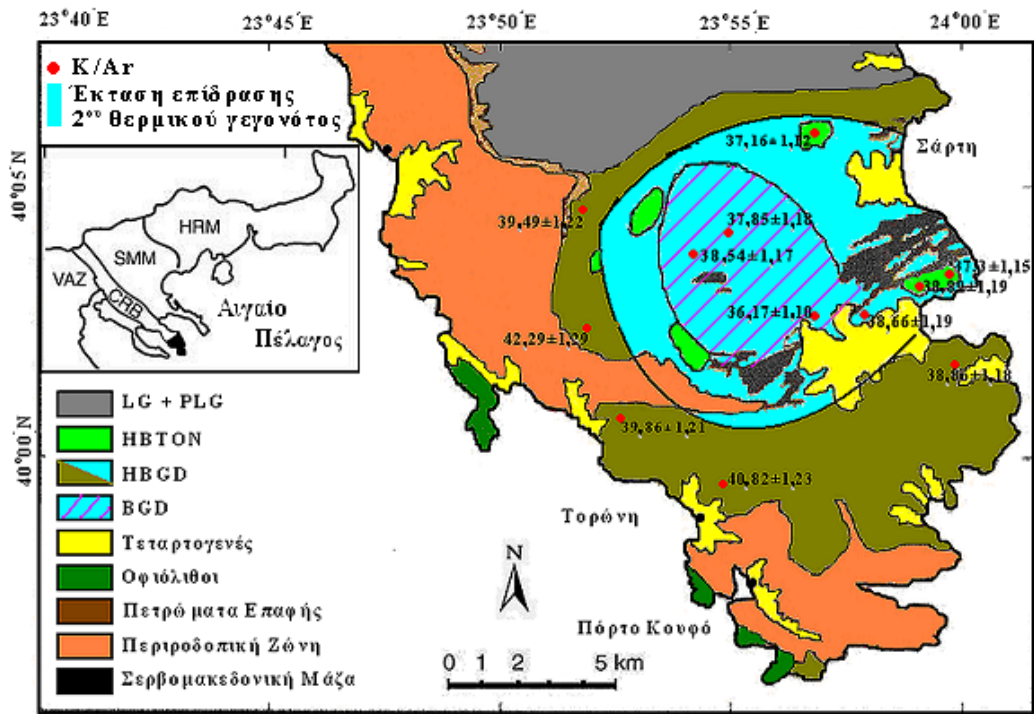 23°40´E
23°45´E
23°50´E
23°55´E
24°00´E
40°05´N
40°00´N
K/Ar
Έκταση επίδρασης
2ου θερμικού γεγονότος
HRM
SMM
VAZ
CRB
Αιγαίο
Πέλαγος
Σάρτη
37,16±1,12
39,49±1,22
37,85±1,18
38,54±1,17
38,89±1,19
36,17±1,10
38,66±1,19
42,29±1,29
38,86±1,18
39,86±1,21
40,82±1,23
Τορώνη
Πόρτο Κουφό
LG + PLG
HBTON
HBGD
BGD
Τεταρτογενές
Οφιόλιθοι
Πετρώματα Επαφής
Περιροδοπική Ζώνη
Σερβομακεδονική Μάζα
N
0 1 2 5 km